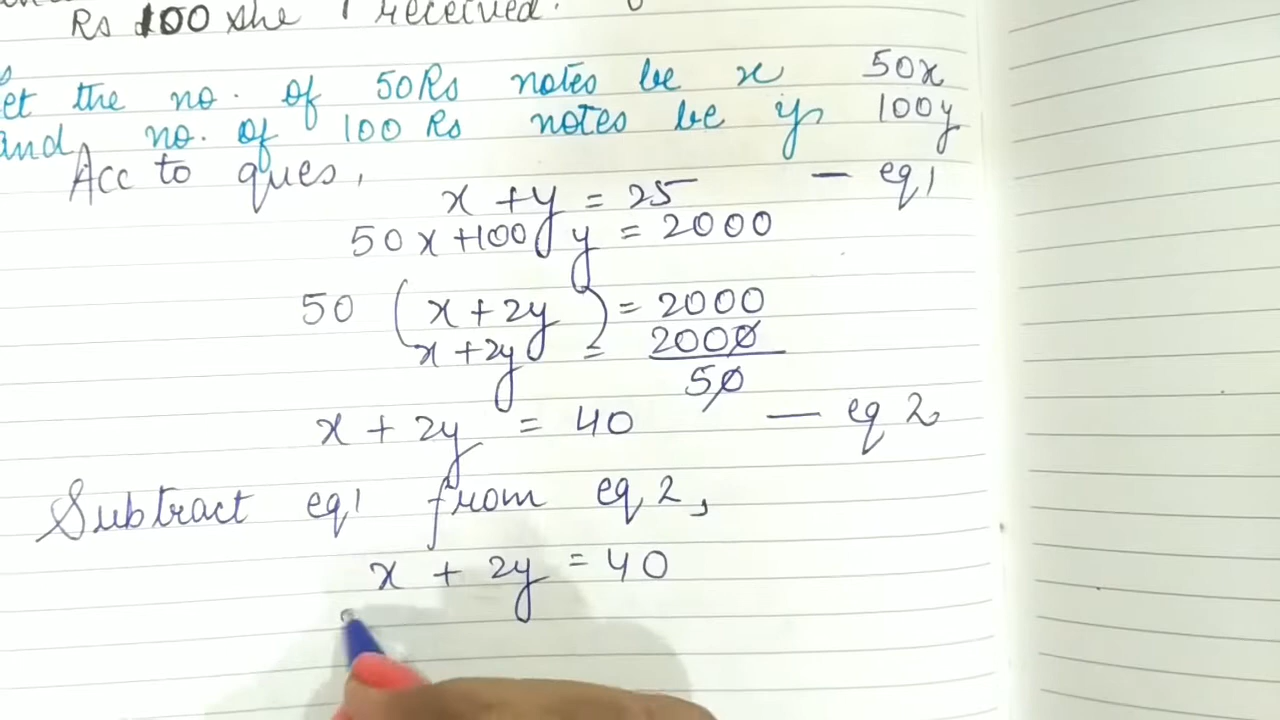 Rs 100 she received.
et the no. of 50Rs notes be x 50x
and no. of 100 Rs notes be y 100y
Acc to ques,
x + y = 25 — eq1
50x + 100y = 2000
50 (x + 2y) = 2000
x + 2y = 2000
50
x + 2y = 40 — eq 2
Subtract eq1 from eq 2,
x + 2y = 40